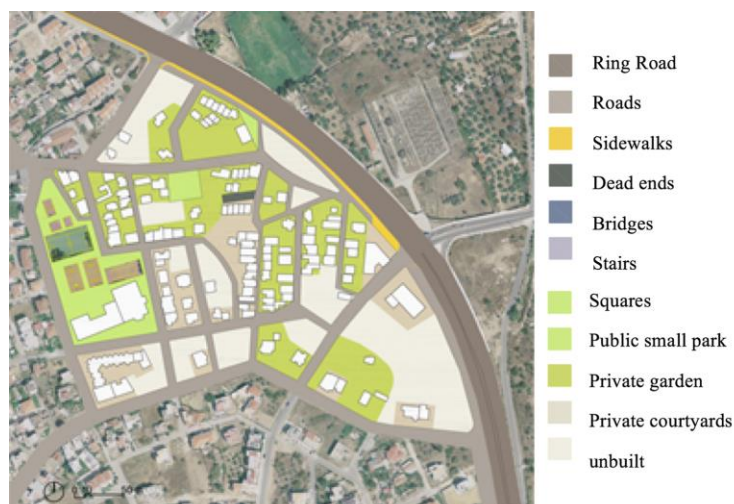 Ring Road
Roads
Sidewalks
Dead ends
Bridges
Stairs
Squares
Public small park
Private garden
Private courtyards
unbuilt